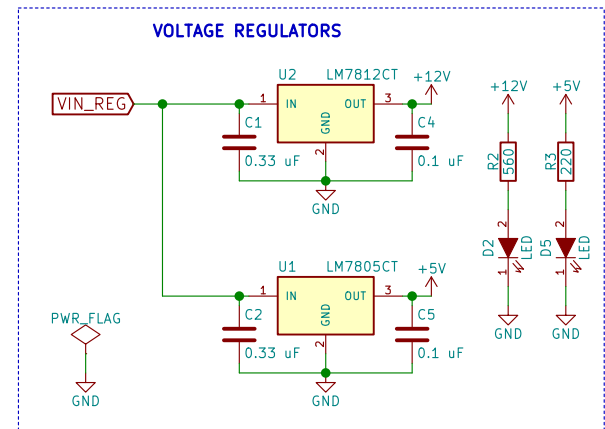 VOLTAGE REGULATORS
U2 LM7812CT
+12V
VIN_REG
1 IN OUT 3
GND
2
C1
0.33 uF
C4
0.1 uF
GND
+12V
R2
560
2
D2
LED
1
GND
+5V
R3
220
2
D5
LED
1
GND
U1 LM7805CT
+5V
1 IN OUT 3
GND
2
C2
0.33 uF
C5
0.1 uF
GND
PWR_FLAG
GND